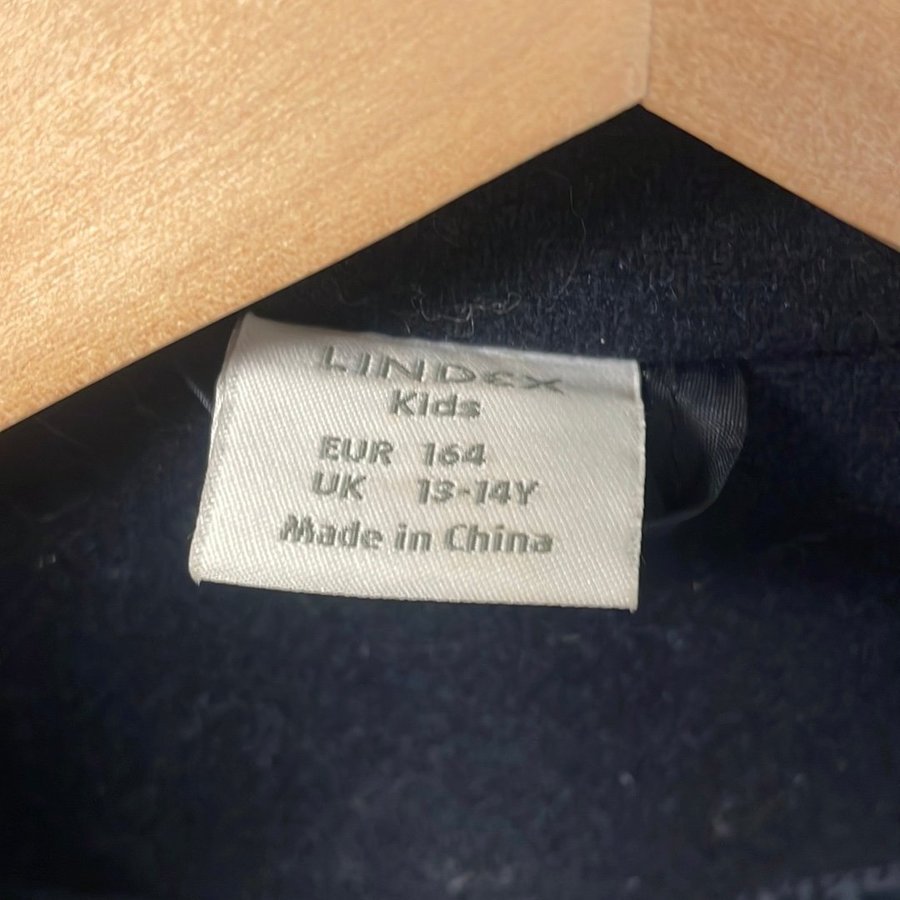 LINDEX
Kids
EUR 164
UK 13-14Y
Made in China